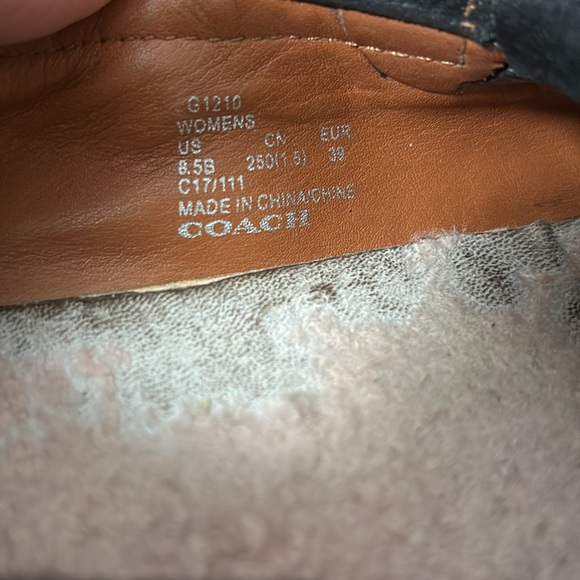 G1210
WOMENS
US CN EUR
8.5B 250(1.5) 39
C17/111
MADE IN CHINA/CHINE
COACH